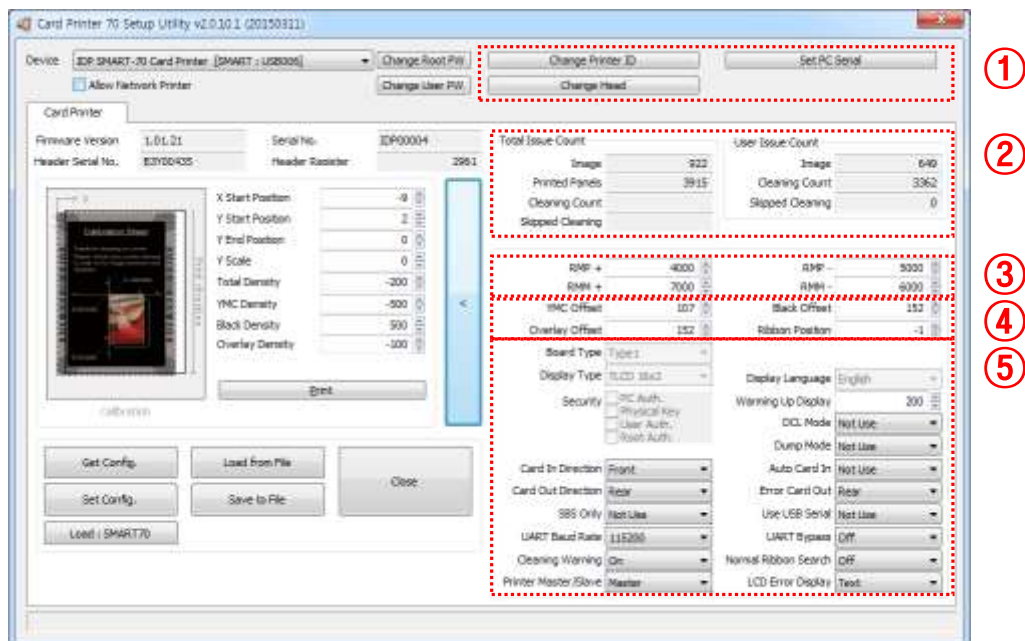 Card Printer 70 Setup Utility v2.0.10.1 (20150311)
Device IDP SMART-70 Card Printer [SMART : USB006] Change Root PW. Change Printer ID Set PC Serial
Allow Network Printer Change User PW. Change Head
①
Card Printer
Firmware Version 1.01.21 Serial No. IDP00004
Header Serial No. B3Y00435 Header Resister 2961
Total Issue Count User Issue Count
Image 922 Image 649
Printed Panels 3915 Cleaning Count 3362
Cleaning Count Skipped Cleaning 0
Skipped Cleaning
②
X Start Position -9
Y Start Position 2
Y End Position 0
Y Scale 0
Total Density -200
YMC Density -500
Black Density 500
Overlay Density -100
<
Print
Calibration Sheet
calibration
RMP + 4000 RMP - 5000
RMM + 7000 RMM - 6000
③
YMC Offset 107 Black Offset 152
Overlay Offset 152 Ribbon Position -1
④
Board Type Type1
Display Type TLCD 16x2 Display Language English
Security PC Auth. Warming Up Display 200
Physical Key
User Auth. DCL Mode Not Use
Root Auth. Dump Mode Not Use
Card In Direction Front Auto Card In Not Use
Card Out Direction Rear Error Card Out Rear
SBS Only Not Use Use USB Serial Not Use
UART Baud Rate 115200 UART Bypass Off
Cleaning Warning On Normal Ribbon Search Off
Printer Master/Slave Master LCD Error Display Text
⑤
Get Config. Load from File Close
Set Config. Save to File
Load : SMART70